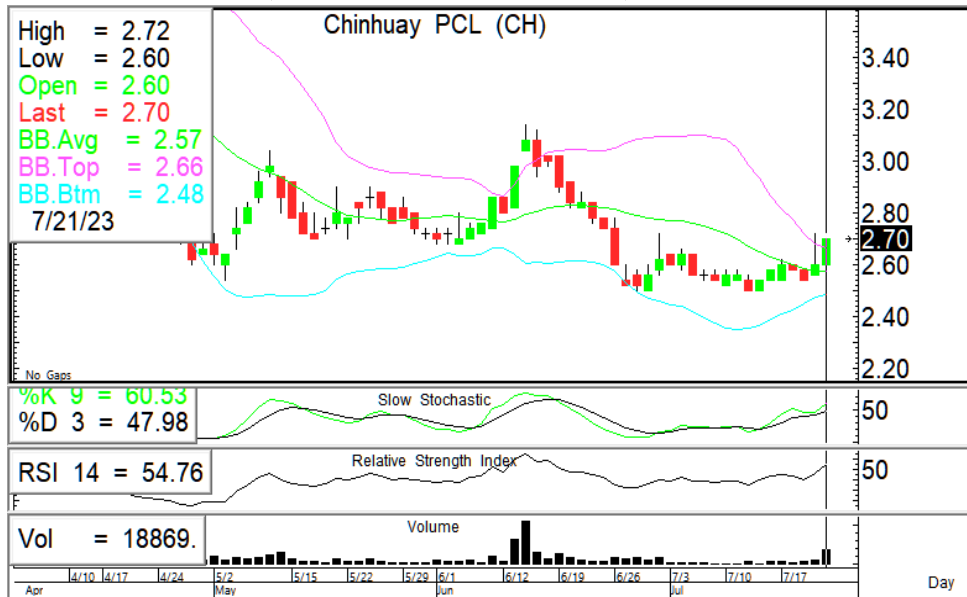 Chinhuay PCL (CH)
High = 2.72
Low = 2.60
Open = 2.60
Last = 2.70
BB.Avg = 2.57
BB.Top = 2.66
BB.Btm = 2.48
7/21/23
3.40
3.20
3.00
2.80
2.70
2.60
2.40
2.20
No Gaps
%K 9 = 60.53
%D 3 = 47.98
Slow Stochastic
50
RSI 14 = 54.76
Relative Strength Index
50
Vol = 18869.
Volume
4/10 4/17 4/24 5/2 5/15 5/22 5/29 6/1 6/12 6/19 6/26 7/3 7/10 7/17
Apr May Jun Jul
Day